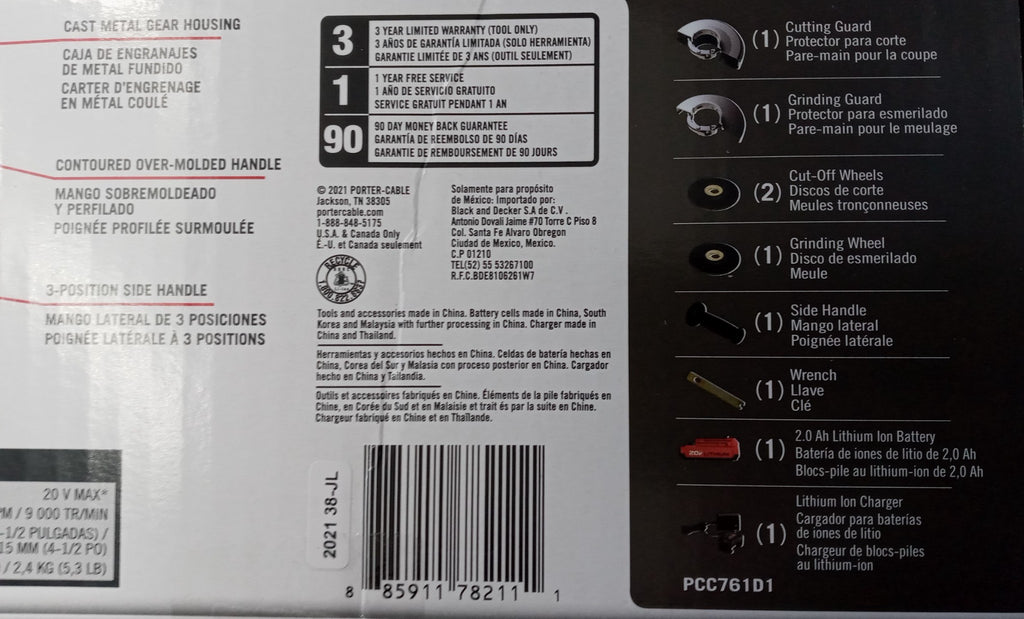 CAST METAL GEAR HOUSING
CAJA DE ENGRANAJES
DE METAL FUNDIDO
CARTER D'ENGRENAGE
EN MÉTAL COULÉ
CONTOURED OVER-MOLDED HANDLE
MANGO SOBREMOLDEADO
Y PERFILADO
POIGNÉE PROFILÉE SURMOULÉE
3-POSITION SIDE HANDLE
MANGO LATERAL DE 3 POSICIONES
POIGNÉE LATÉRALE À 3 POSITIONS
20 V MAX*
/ 9 000 TR/MIN
-1/2 PULGADAS) /
15 MM (4-1/2 PO)
/ 2,4 KG (5,3 LB)
3
3 YEAR LIMITED WARRANTY (TOOL ONLY)
3 AÑOS DE GARANTÍA LIMITADA (SOLO HERRAMIENTA)
GARANTIE LIMITÉE DE 3 ANS (OUTIL SEULEMENT)
1
1 YEAR FREE SERVICE
1 AÑO DE SERVICIO GRATUITO
SERVICE GRATUIT PENDANT 1 AN
90
90 DAY MONEY BACK GUARANTEE
GARANTÍA DE REEMBOLSO DE 90 DÍAS
GARANTIE DE REMBOURSEMENT DE 90 JOURS
© 2021 PORTER-CABLE
Jackson, TN 38305
portercable.com
1-888-848-5175
U.S.A. & Canada Only
É.-U. et Canada seulement
RECYCLE
1.800.822.8837
Solamente para propósito
de México: Importado por:
Black and Decker S.A de C.V .
Antonio Dovali Jaime #70 Torre C Piso 8
Col. Santa Fe Alvaro Obregon
Ciudad de Mexico, Mexico.
C.P 01210
TEL(52) 55 53267100
R.F.C.BDE8106261W7
Tools and accessories made in China. Battery cells made in China, South
Korea and Malaysia with further processing in China. Charger made in
China and Thailand.
Herramientas y accesorios hechos en China. Celdas de batería hechas en
China, Corea del Sur y Malasia con proceso posterior en China. Cargador
hecho en China y Tailandia.
Outils et accessoires fabriqués en Chine. Éléments de la pile fabriqués en
Chine, en Corée du Sud et en Malaisie et trait és par la suite en Chine.
Chargeur fabriqué en Chine et en Thaïlande.
2021 38-JL
8 85911 78211 1
(1) Cutting Guard
Protector para corte
Pare-main pour la coupe
(1) Grinding Guard
Protector para esmerilado
Pare-main pour le meulage
(2) Cut-Off Wheels
Discos de corte
Meules tronçonneuses
(1) Grinding Wheel
Disco de esmerilado
Meule
(1) Side Handle
Mango lateral
Poignée latérale
(1) Wrench
Llave
Clé
20V
(1) 2.0 Ah Lithium Ion Battery
Batería de iones de litio de 2,0 Ah
Blocs-pile au lithium-ion de 2,0 Ah
(1) Lithium Ion Charger
Cargador para baterías
de iones de litio
Chargeur de blocs-piles
au lithium-ion
PCC761D1